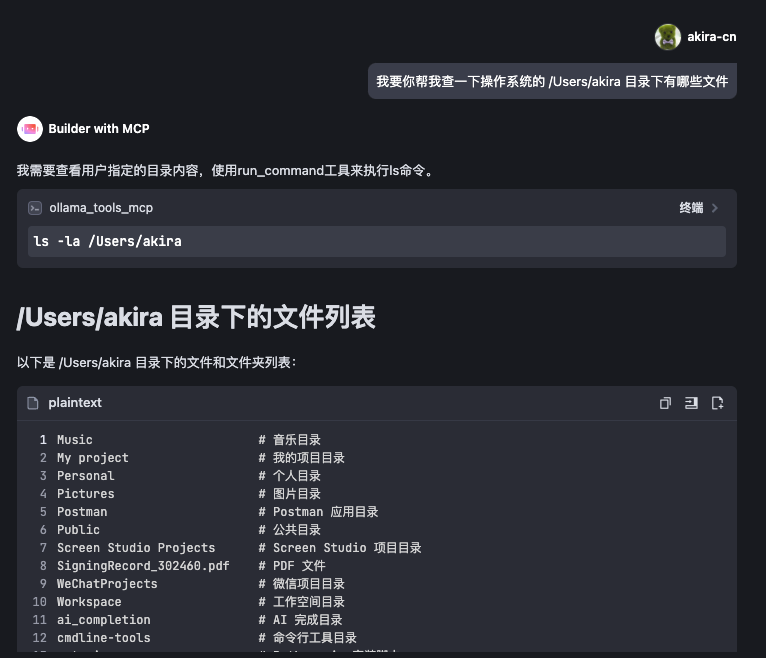 akira-cn
我要你帮我查一下操作系统的 /Users/akira 目录下有哪些文件
Builder with MCP
我需要查看用户指定的目录内容，使用run_command工具来执行ls命令。
ollama_tools_mcp 终端
ls -la /Users/akira
/Users/akira 目录下的文件列表
以下是 /Users/akira 目录下的文件和文件夹列表：
plaintext
1 Music # 音乐目录
2 My project # 我的项目目录
3 Personal # 个人目录
4 Pictures # 图片目录
5 Postman # Postman 应用目录
6 Public # 公共目录
7 Screen Studio Projects # Screen Studio 项目目录
8 SigningRecord_302460.pdf # PDF 文件
9 WeChatProjects # 微信项目目录
10 Workspace # 工作空间目录
11 ai_completion # AI 完成目录
12 cmdline-tools # 命令行工具目录